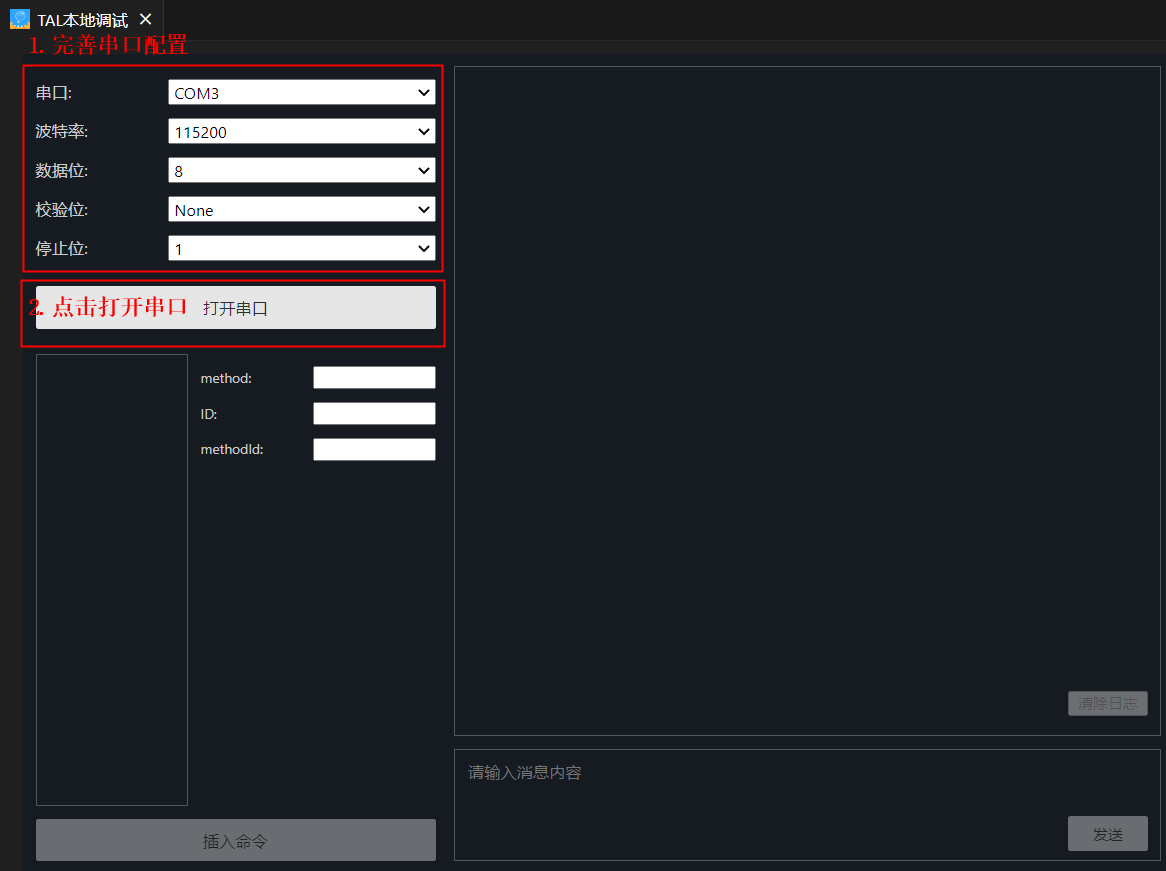 TAL本地调试
1. 完善串口配置
串口: COM3
波特率: 115200
数据位: 8
校验位: None
停止位: 1
2. 点击打开串口 打开串口
method:
ID:
methodId:
清除日志
请输入消息内容
插入命令
发送